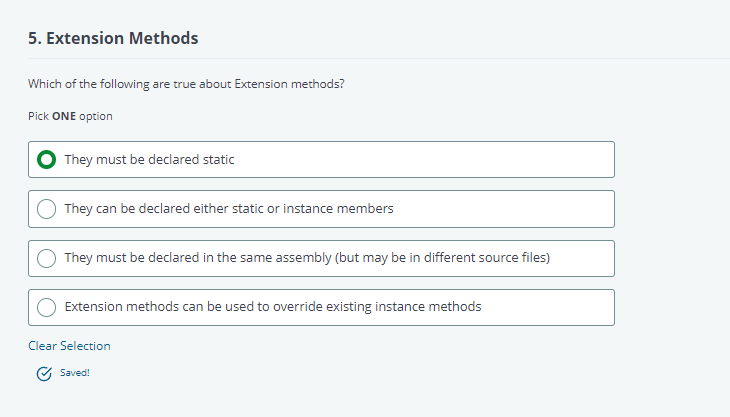 5. Extension Methods
Which of the following are true about Extension methods?
Pick ONE option
They must be declared static
They can be declared either static or instance members
They must be declared in the same assembly (but may be in different source files)
Extension methods can be used to override existing instance methods
Clear Selection
Saved!